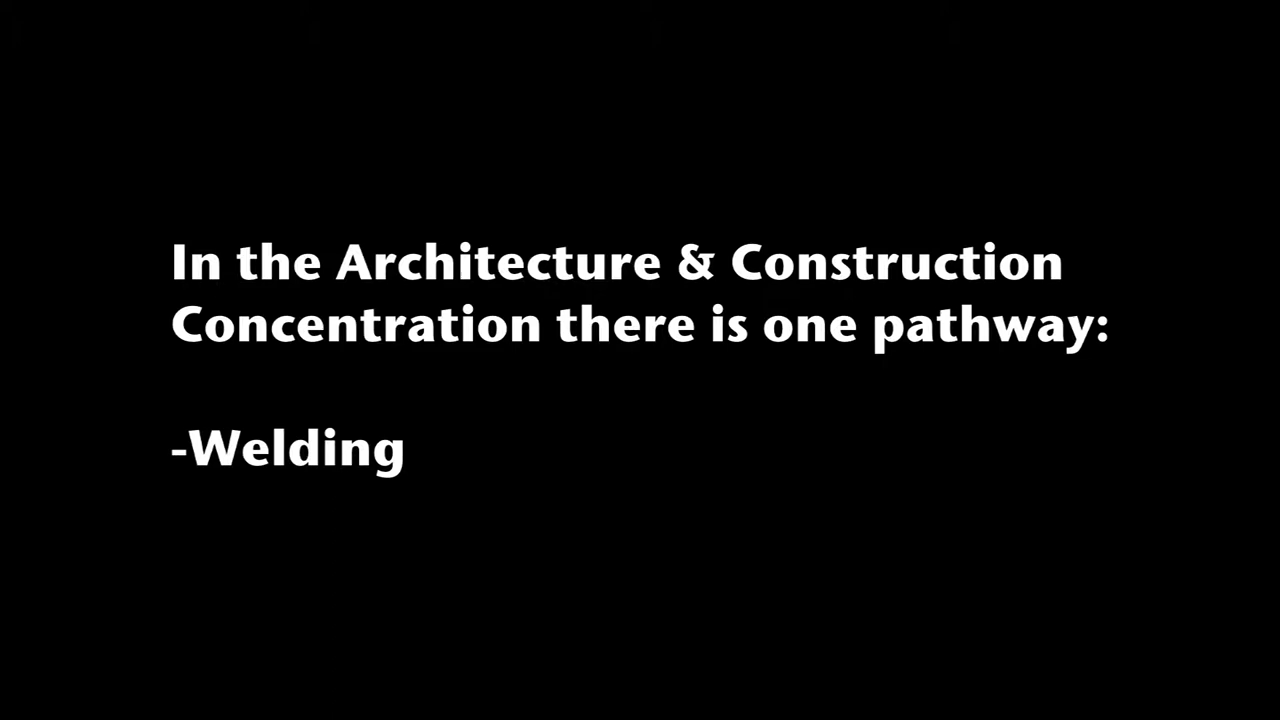 In the Architecture & Construction
Concentration there is one pathway:
-Welding